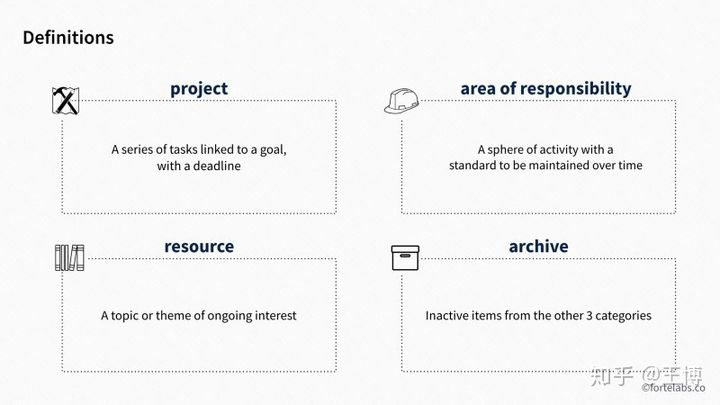 Definitions
project
A series of tasks linked to a goal,
with a deadline
area of responsibility
A sphere of activity with a
standard to be maintained over time
resource
A topic or theme of ongoing interest
archive
Inactive items from the other 3 categories
知乎 @王博
©fortelabs.co